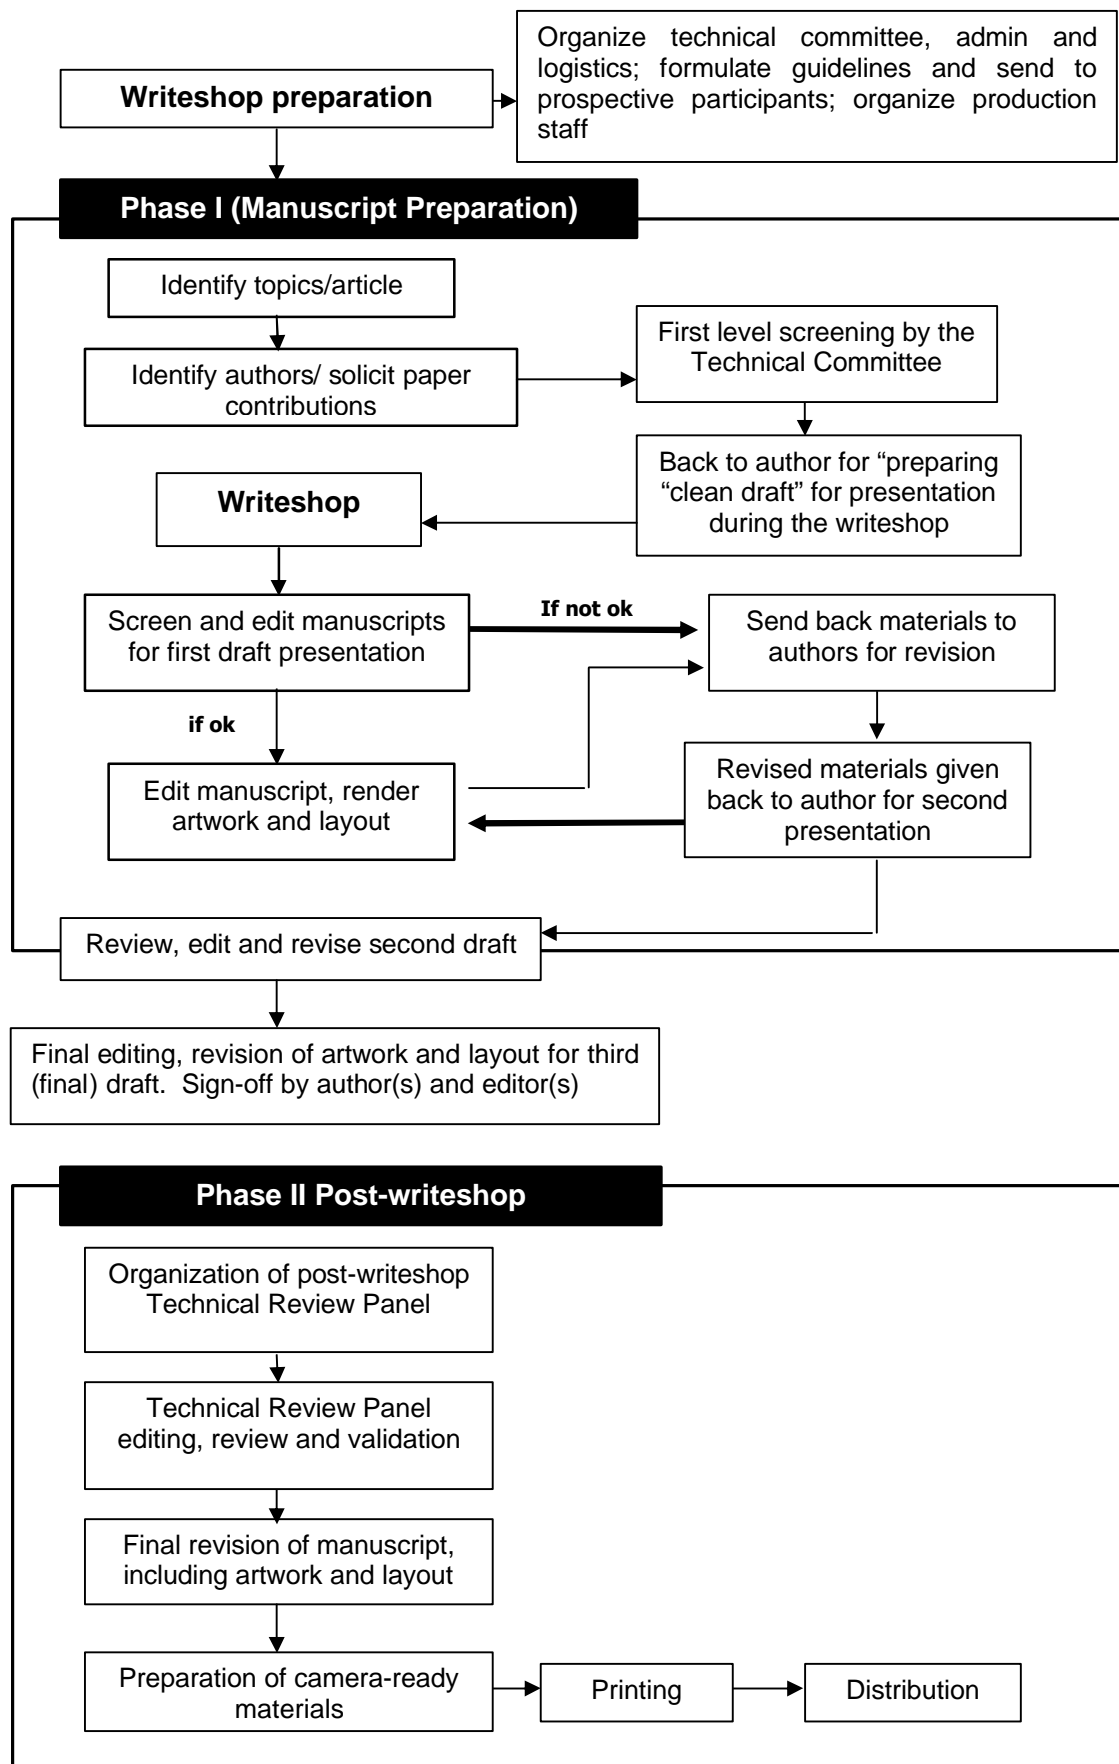 Organize technical committee, admin and
logistics; formulate guidelines and send to
prospective participants; organize production
staff
Writeshop preparation
Phase I (Manuscript Preparation)
Identify topics/article
Identify authors/ solicit paper
contributions
First level screening by the
Technical Committee
Back to author for “preparing
“clean draft” for presentation
during the writeshop
Writeshop
Screen and edit manuscripts
for first draft presentation
If not ok
Send back materials to
authors for revision
if ok
Edit manuscript, render
artwork and layout
Revised materials given
back to author for second
presentation
Review, edit and revise second draft
Final editing, revision of artwork and layout for third
(final) draft.  Sign-off by author(s) and editor(s)
Phase II Post-writeshop
Organization of post-writeshop
Technical Review Panel
Technical Review Panel
editing, review and validation
Final revision of manuscript,
including artwork and layout
Preparation of camera-ready
materials
Printing
Distribution